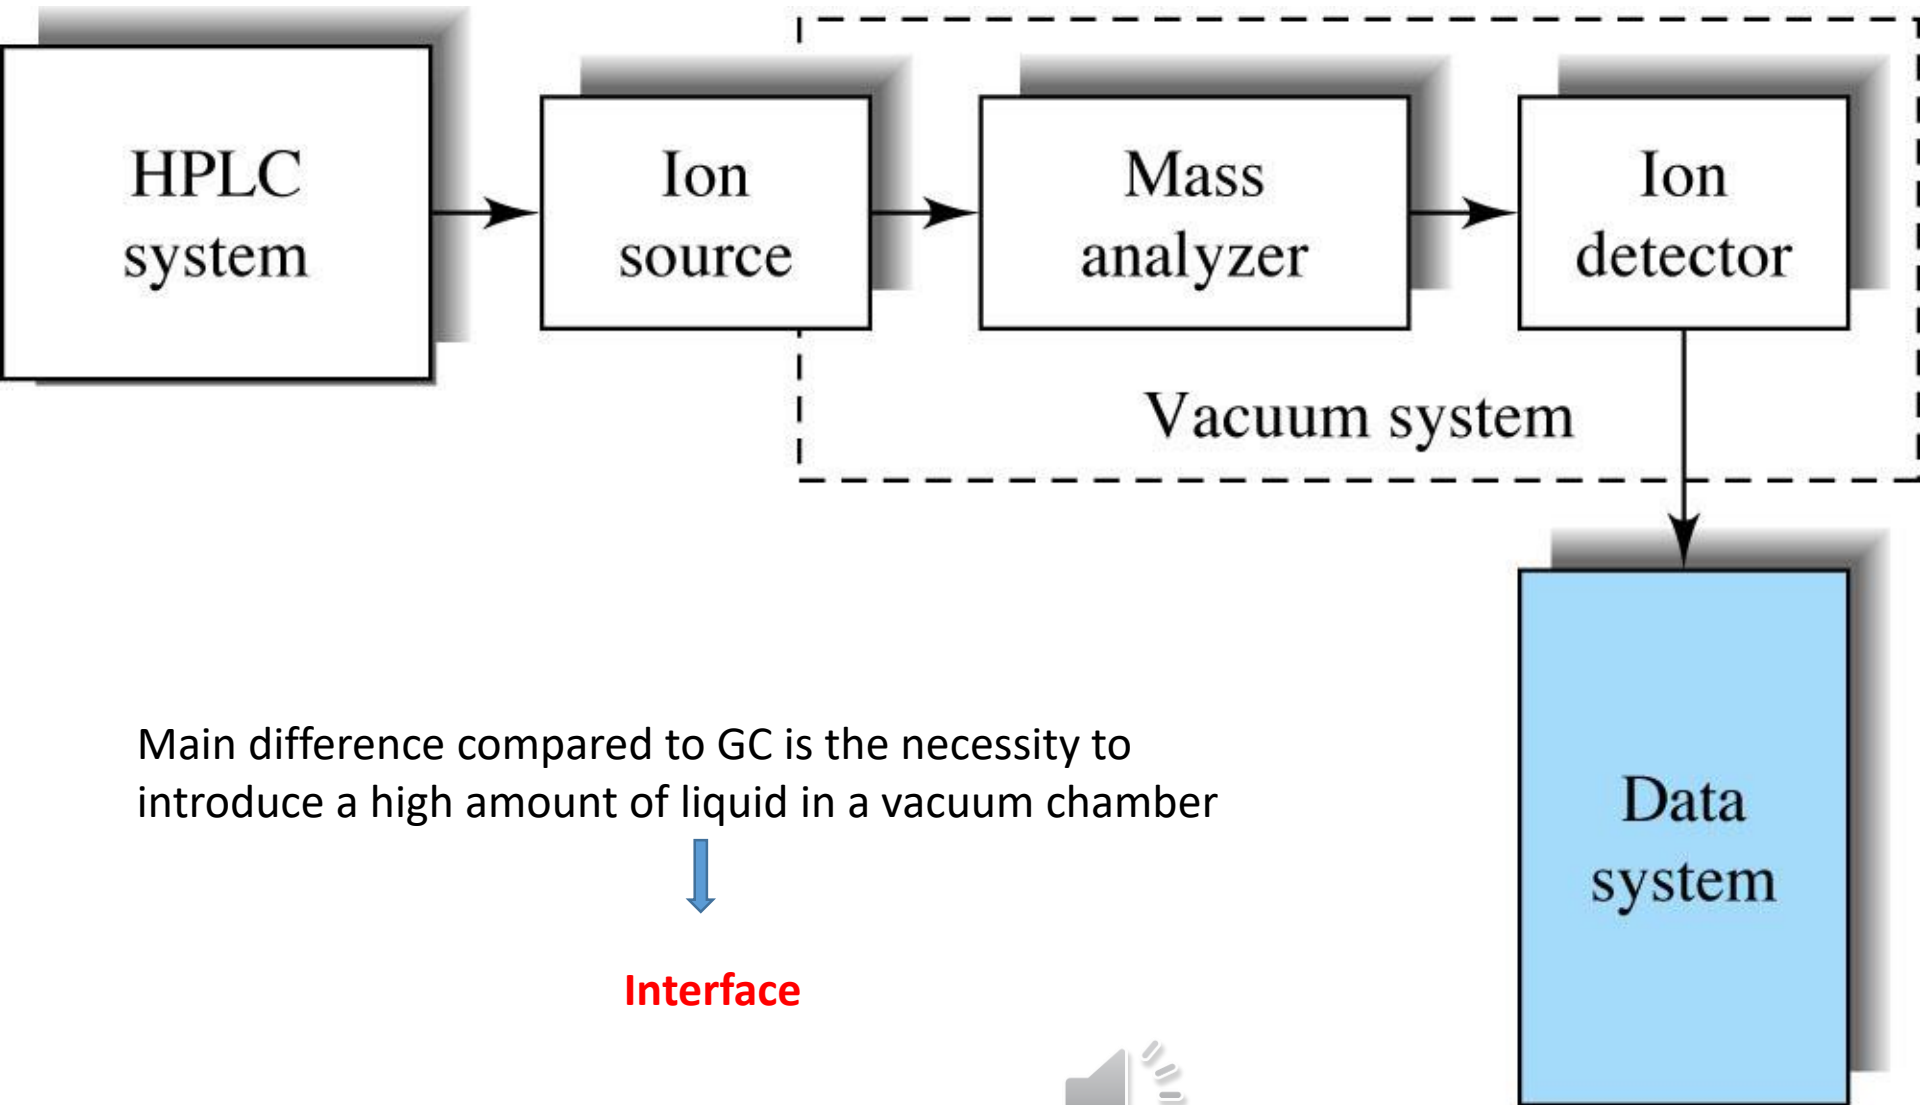 HPLC
system
Ion
source
Mass
analyzer
Ion
detector
Vacuum system
Main difference compared to GC is the necessity to
introduce a high amount of liquid in a vacuum chamber
Interface
Data
system